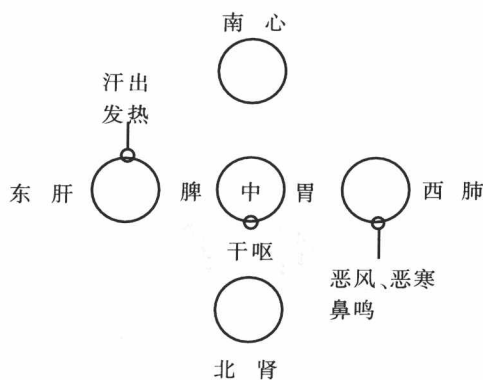 南 心
汗出
发热
东 肝 脾 中 胃 西 肺
干呕
恶风、恶寒
鼻鸣
北 肾